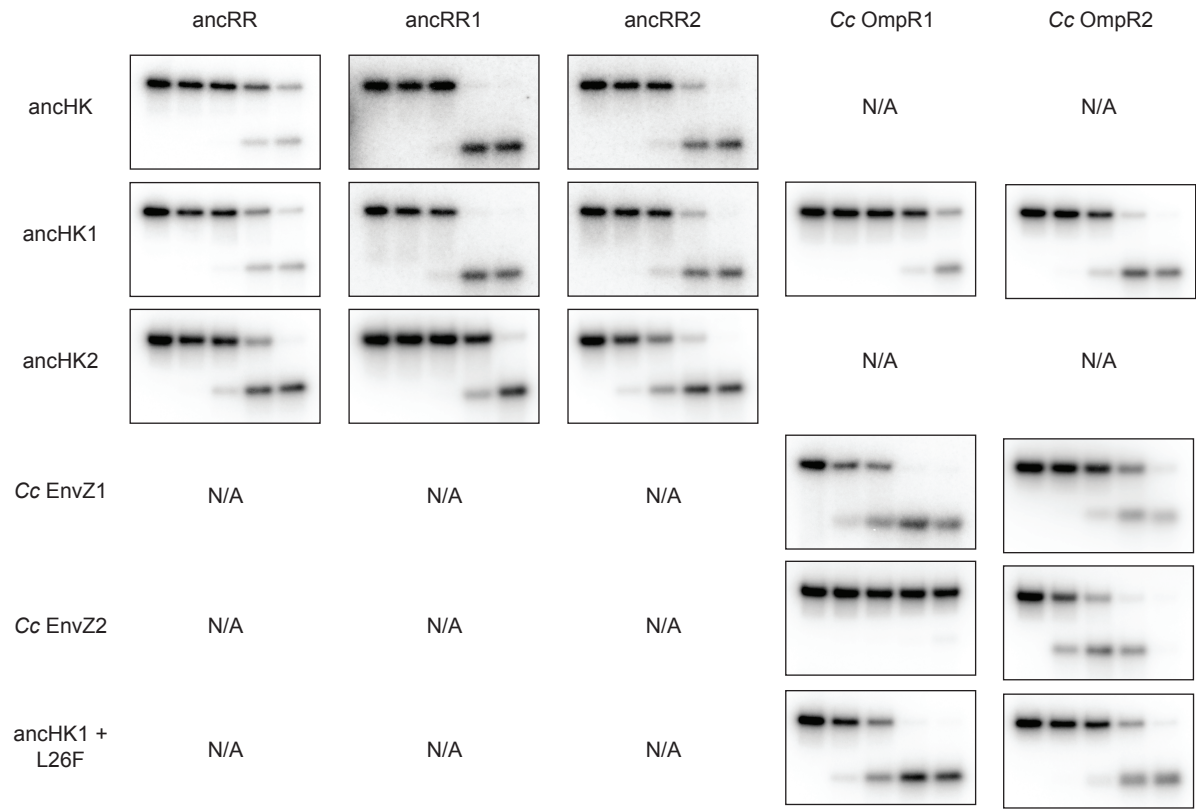 ancRR ancRR1 ancRR2 Cc OmpR1 Cc OmpR2
ancHK N/A N/A
ancHK1
ancHK2 N/A N/A
Cc EnvZ1 N/A N/A N/A
Cc EnvZ2 N/A N/A N/A
ancHK1 +
L26F N/A N/A N/A